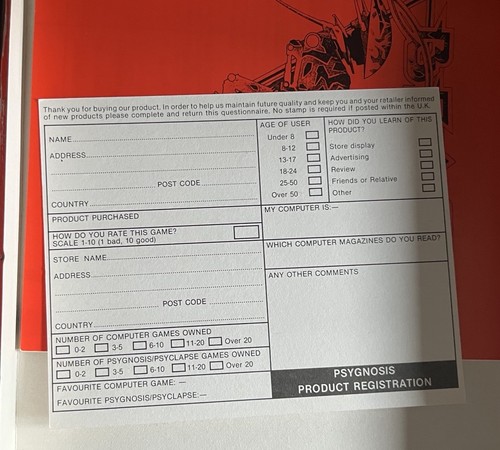 Thank you for buying our product. In order to help us maintain future quality and keep you and your retailer informed
of new products please complete and return this questionnaire. No stamp is required if posted within the U.K.
NAME
ADDRESS
POST CODE
COUNTRY
AGE OF USER
Under 8
8-12
13-17
18-24
25-50
Over 50
HOW DID YOU LEARN OF THIS
PRODUCT?
Store display
Advertising
Review
Friends or Relative
Other
PRODUCT PURCHASED
HOW DO YOU RATE THIS GAME?
SCALE 1-10 (1 bad, 10 good)
MY COMPUTER IS:—
STORE NAME
ADDRESS
POST CODE
COUNTRY
WHICH COMPUTER MAGAZINES DO YOU READ?
ANY OTHER COMMENTS
NUMBER OF COMPUTER GAMES OWNED
0-2 3-5 6-10 11-20 Over 20
NUMBER OF PSYGNOSIS/PSYCLAPSE GAMES OWNED
0-2 3-5 6-10 11-20 Over 20
FAVOURITE COMPUTER GAME: —
FAVOURITE PSYGNOSIS/PSYCLAPSE:—
PSYGNOSIS
PRODUCT REGISTRATION